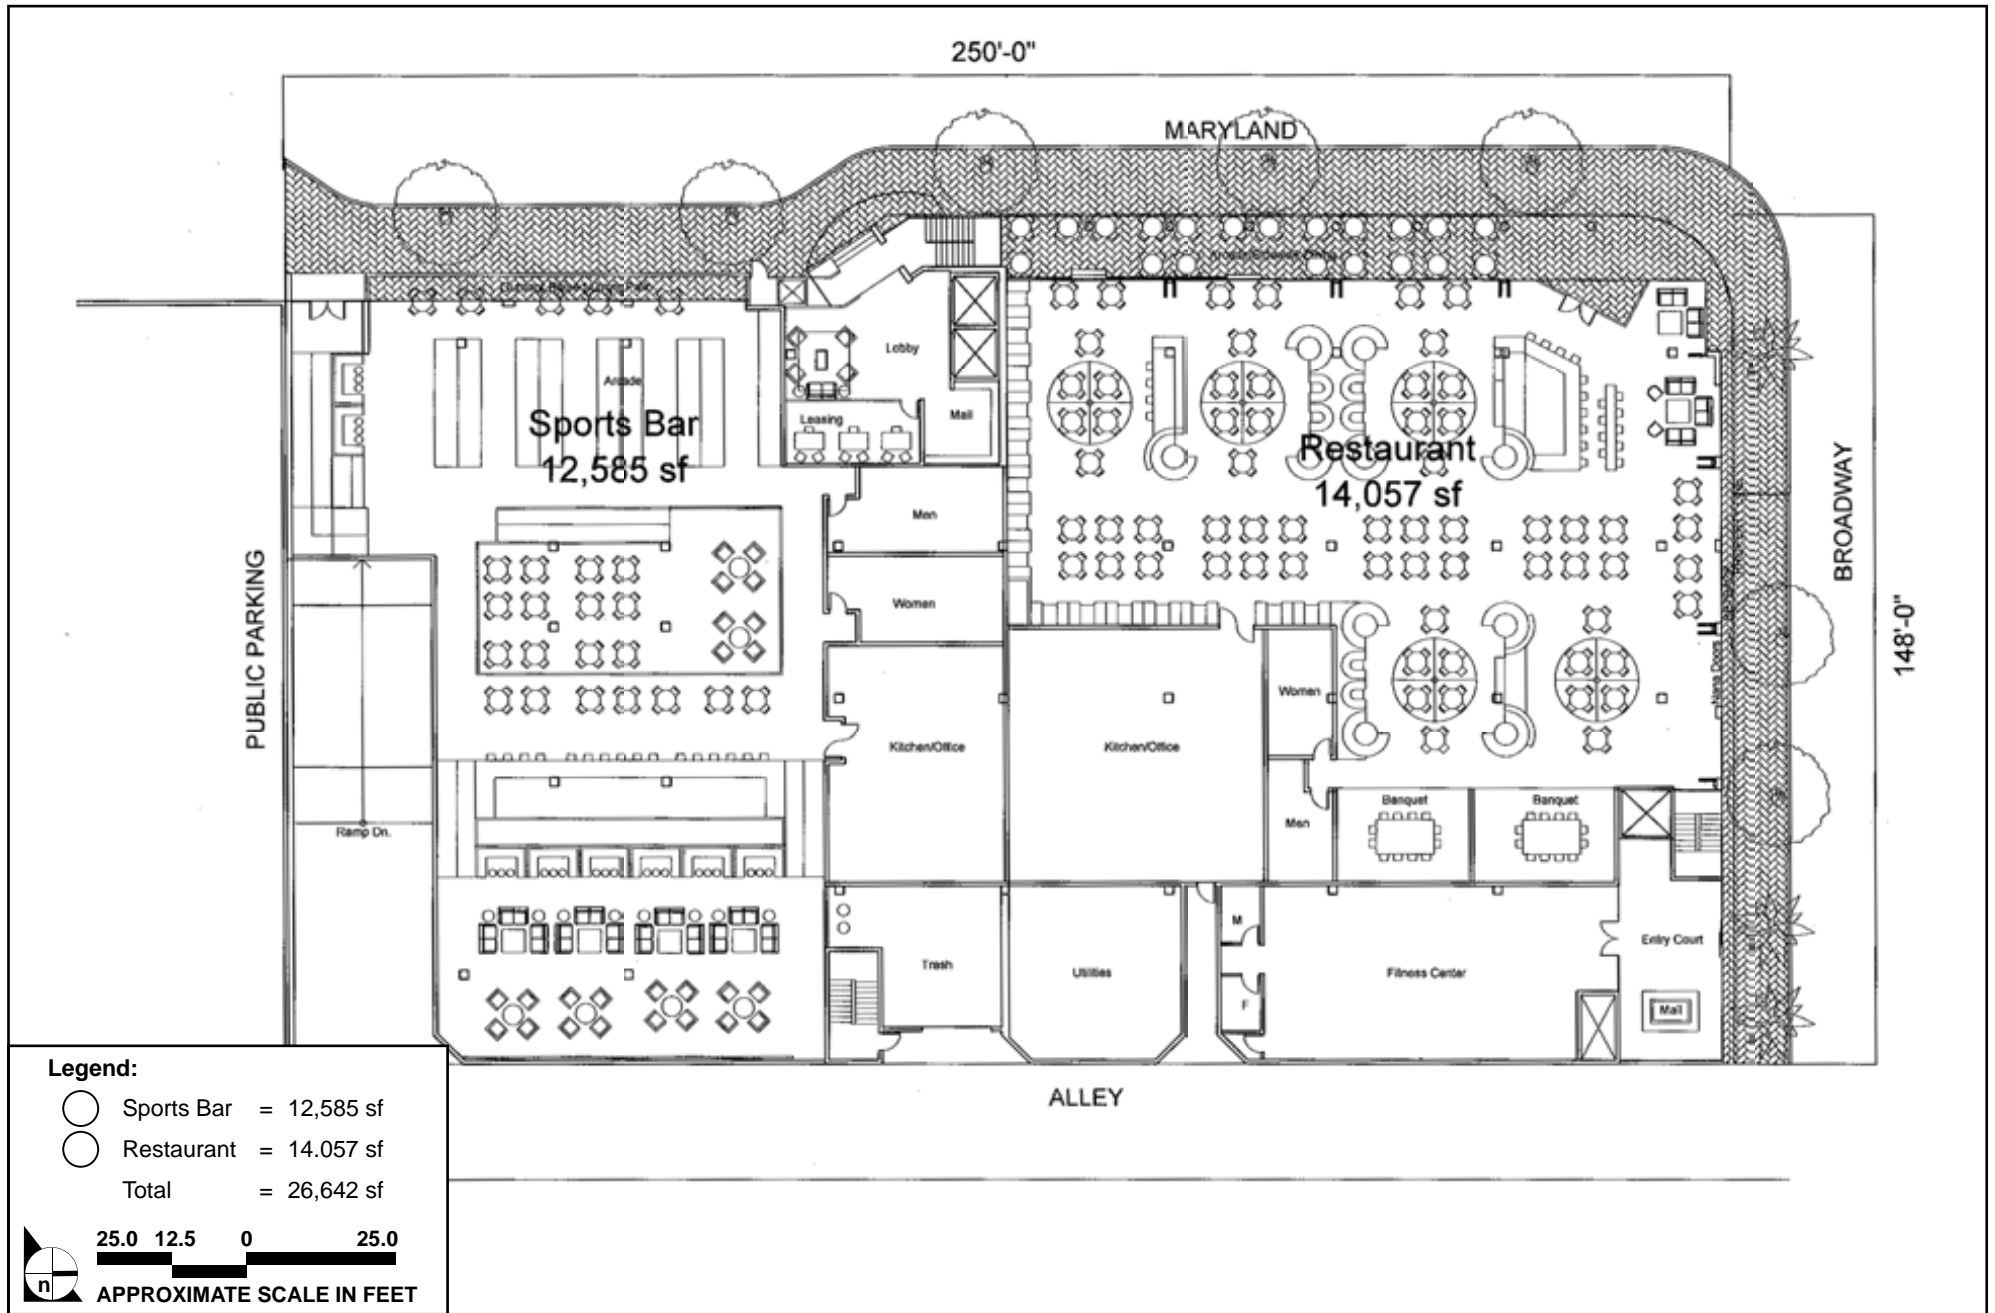 250'-0"
MARYLAND
Lobby
Arcade
Leasing
Mail
Sports Bar
12,585 sf
Restaurant
14,057 sf
Men
Women
PUBLIC PARKING
BROADWAY
148'-0"
Women
Kitchen/Office
Kitchen/Office
Ramp Dn.
Men
Banquet
Banquet
M
Entry Court
Trash
Utilities
Fitness Center
F
Mail
ALLEY
Legend:
Sports Bar = 12,585 sf
Restaurant = 14.057 sf
Total = 26,642 sf
25.0 12.5 0 25.0
n
APPROXIMATE SCALE IN FEET